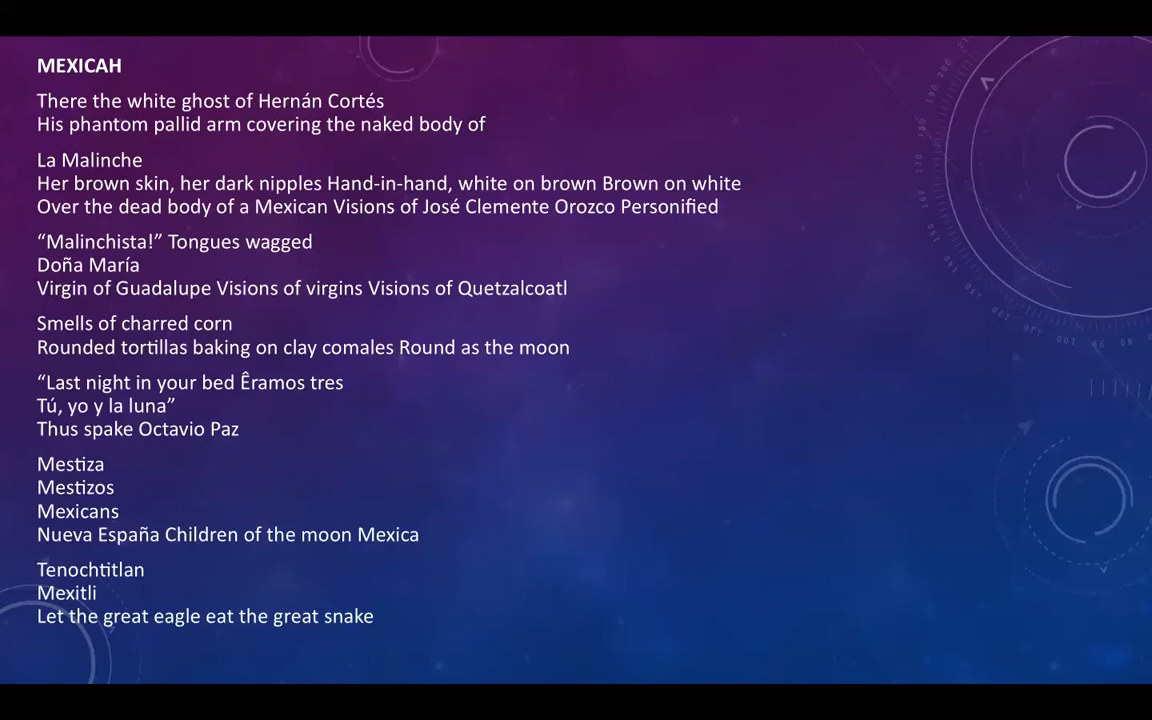 MEXICAH
There the white ghost of Hernán Cortés
His phantom pallid arm covering the naked body of
La Malinche
Her brown skin, her dark nipples Hand-in-hand, white on brown Brown on white
Over the dead body of a Mexican Visions of José Clemente Orozco Personified
“Malinchista!” Tongues wagged
Doña María
Virgin of Guadalupe Visions of virgins Visions of Quetzalcoatl
Smells of charred corn
Rounded tortillas baking on clay comales Round as the moon
“Last night in your bed Êramos tres
Tú, yo y la luna”
Thus spake Octavio Paz
Mestiza
Mestizos
Mexicans
Nueva España Children of the moon Mexica
Tenochtitlan
Mexitli
Let the great eagle eat the great snake